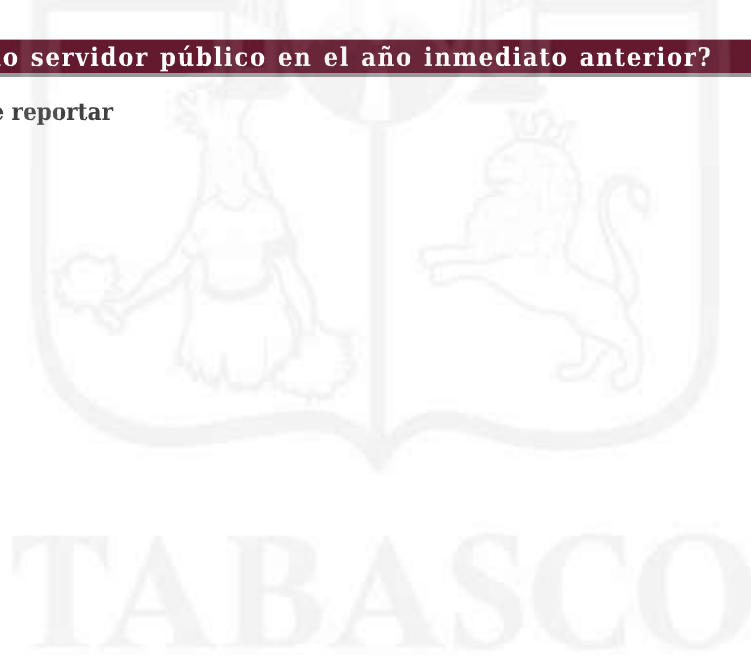 o servidor público en el año inmediato anterior?
e reportar
TABASCO